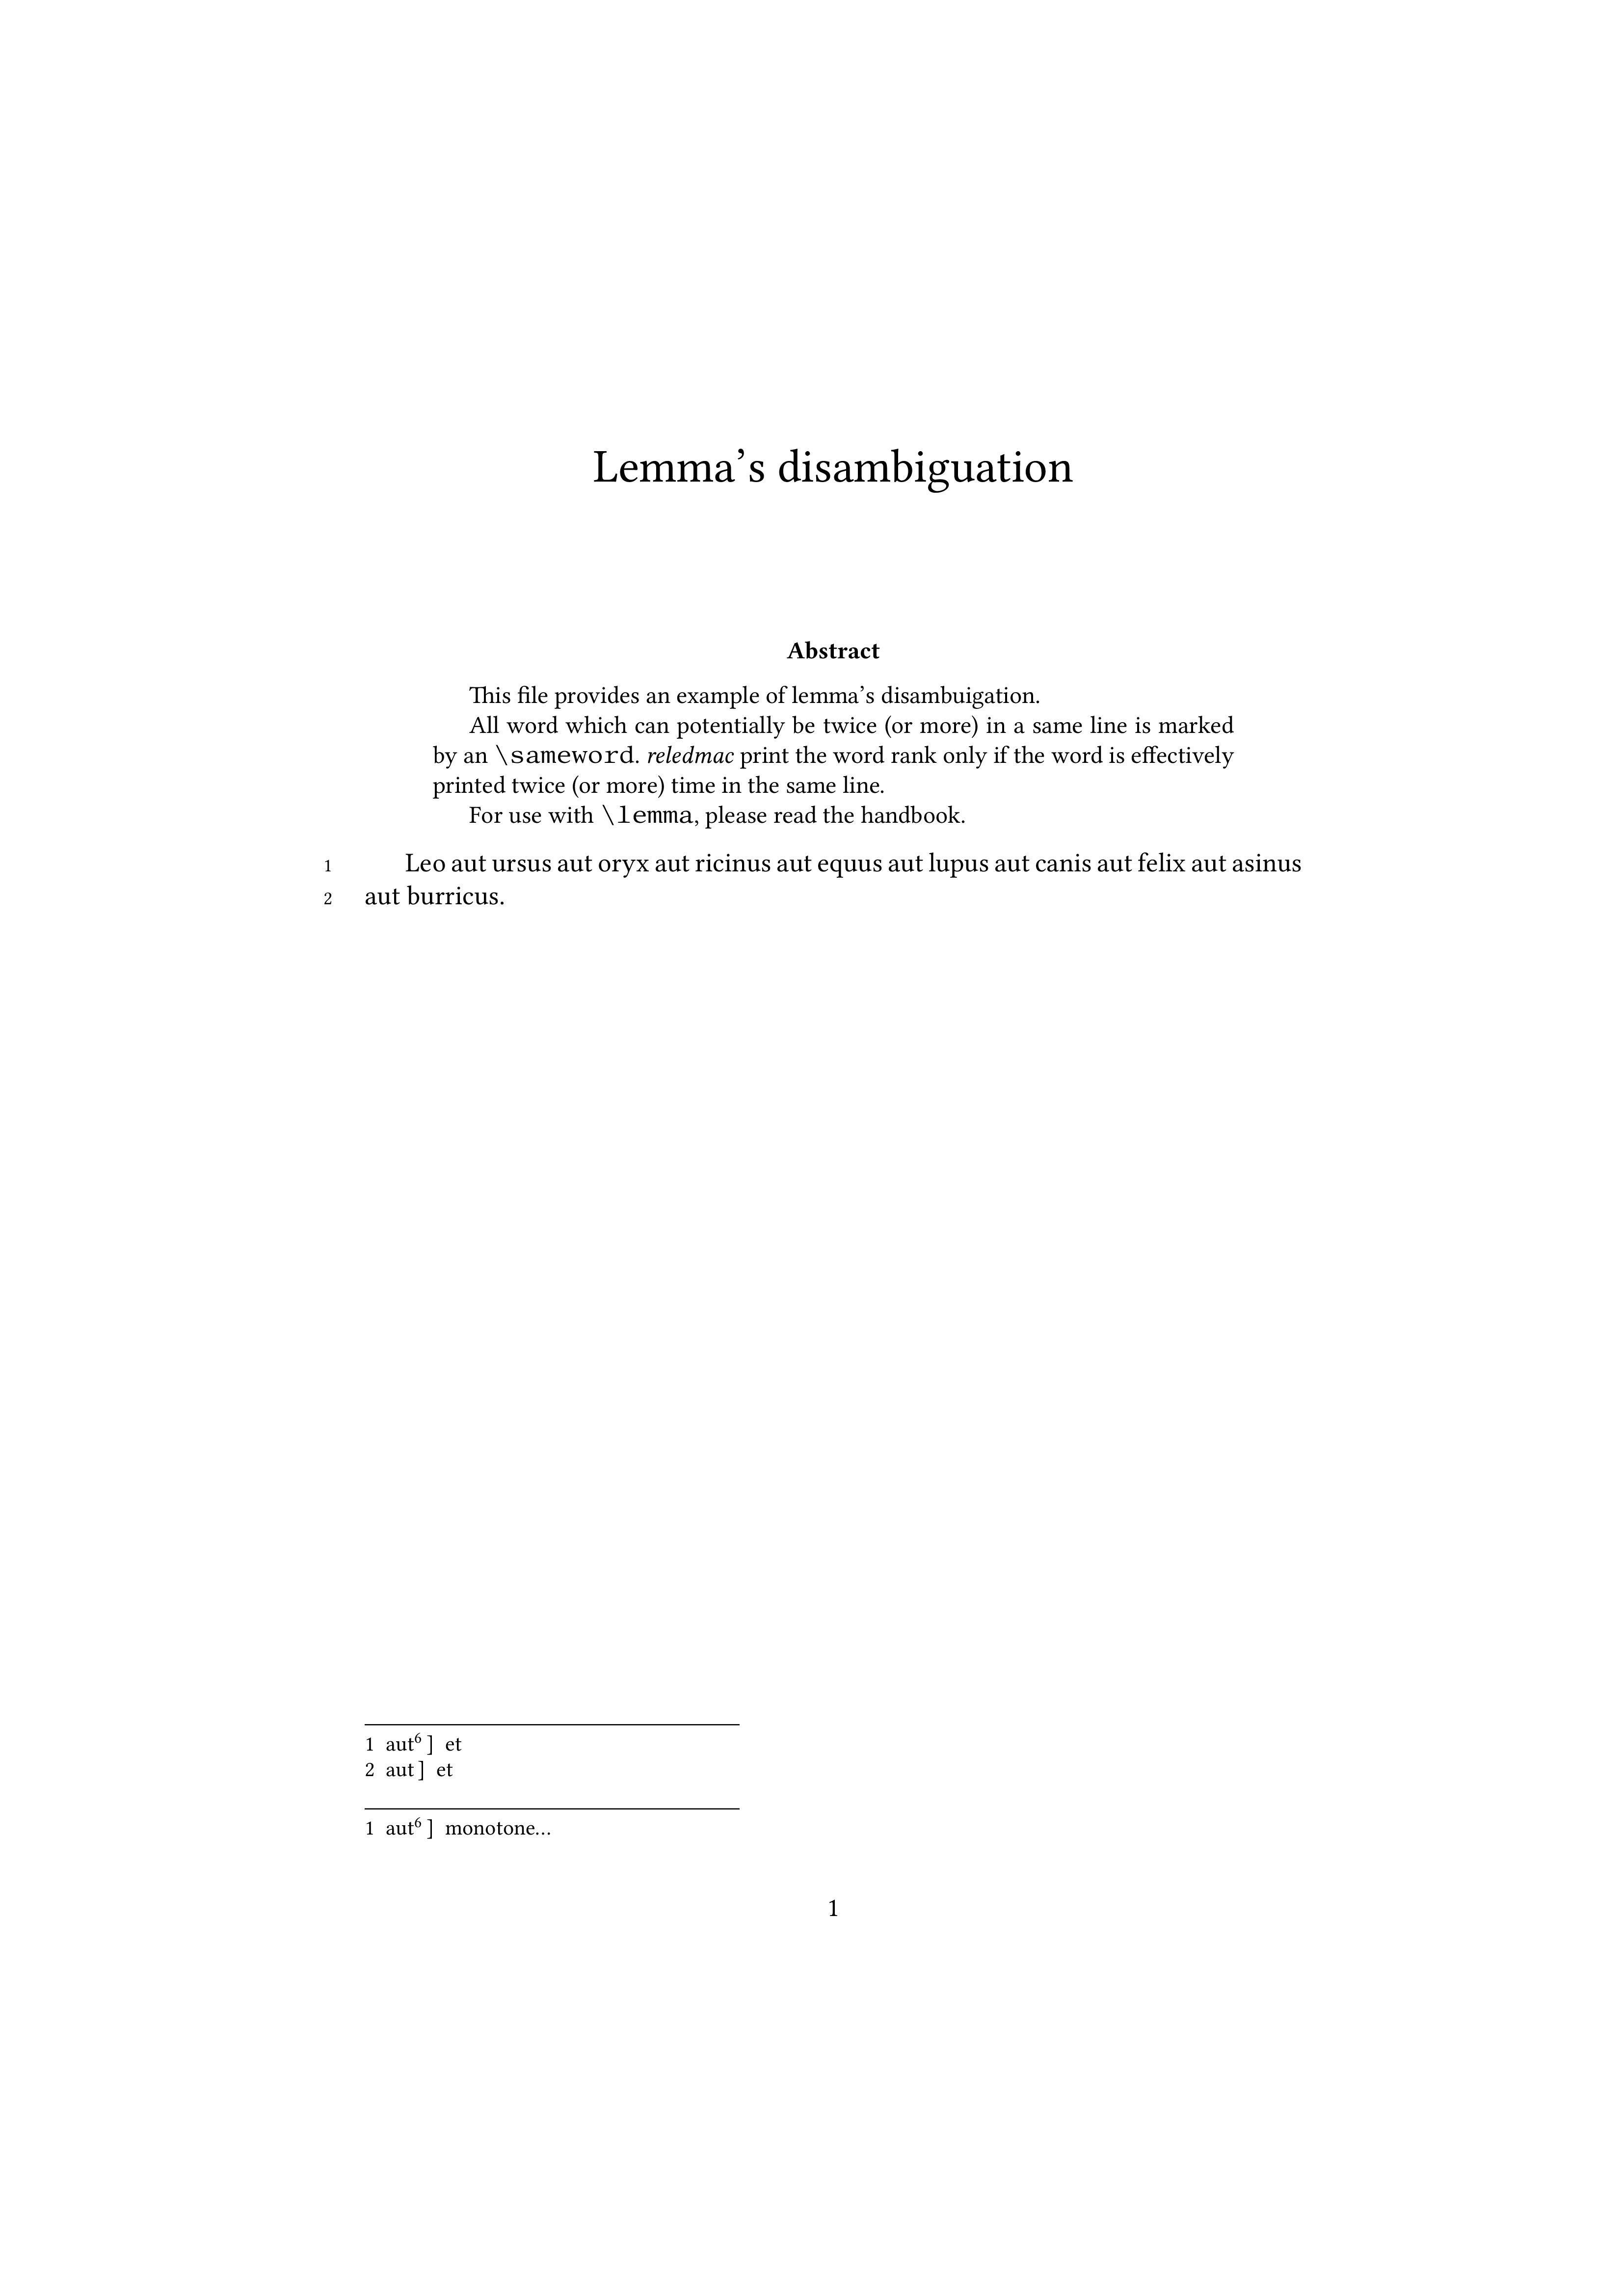 Lemma’s disambiguation
Abstract
This file provides an example of lemma’s disambuigation.
All word which can potentially be twice (or more) in a same line is marked
by an \sameword. reledmac print the word rank only if the word is effectively
printed twice (or more) time in the same line.
For use with \lemma, please read the handbook.
1 Leo aut ursus aut oryx aut ricinus aut equus aut lupus aut canis aut felix aut asinus
2 aut burricus.
1 aut⁶ ] et
2 aut ] et
1 aut⁶ ] monotone…
1